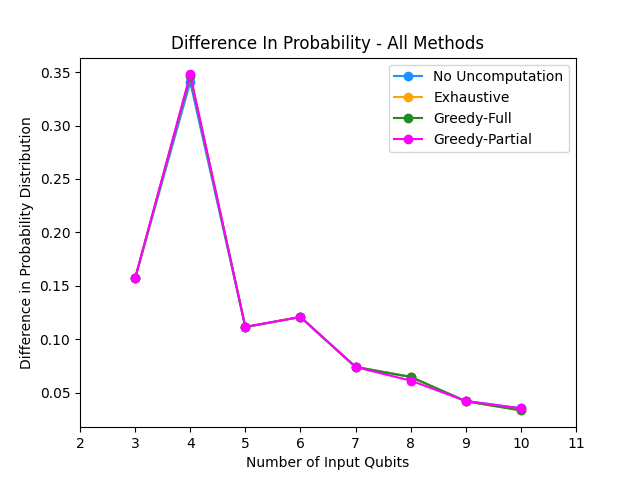 Difference In Probability - All Methods
No Uncomputation
Exhaustive
Greedy-Full
Greedy-Partial
Difference in Probability Distribution
0.35
0.30
0.25
0.20
0.15
0.10
0.05
2 3 4 5 6 7 8 9 10 11
Number of Input Qubits